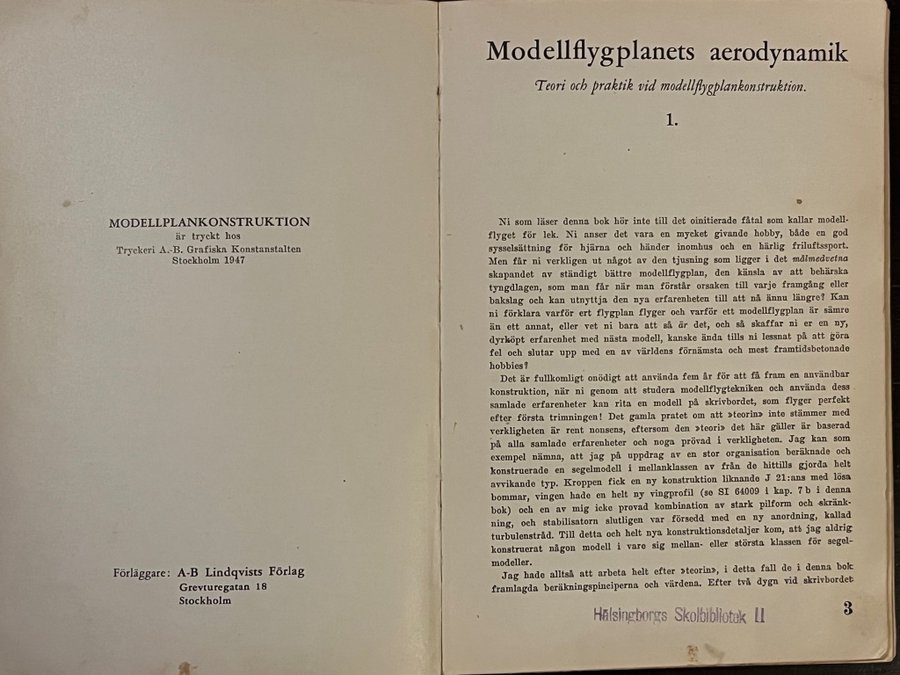 MODELLPLANKONSTRUKTION
är tryckt hos
Tryckeri A.-B. Grafiska Konstanstalten
Stockholm 1947
Förläggare: A-B Lindqvists Förlag
Grevturegatan 18
Stockholm
Modellflygplanets aerodynamik
Teori och praktik vid modellflygplankonstruktion.
1.
Ni som läser denna bok hör inte till det oinitierade fåtal som kallar modell-
flyget för lek. Ni anser det vara en mycket givande hobby, både en god
sysselsättning för hjärna och händer inomhus och en härlig friluftssport.
Men får ni verkligen ut något av den tjusning som ligger i det målmedvetna
skapandet av ständigt bättre modellflygplan, den känsla av att behärska
tyngdlagen, som man får när man förstår orsaken till varje framgång eller
bakslag och kan utnyttja den nya erfarenheten till att nå ännu längre? Kan
ni förklara varför ert flygplan flyger och varför ett modellflygplan är sämre
än ett annat, eller vet ni bara att så är det, och så skaffar ni er en ny,
dyrköpt erfarenhet med nästa modell, kanske ända tills ni lessnat på att göra
fel och slutar upp med en av världens förnämsta och mest framtidsbetonade
hobbies?
Det är fullkomligt onödigt att använda fem år för att få fram en användbar
konstruktion, när ni genom att studera modellflygtekniken och använda dess
samlade erfarenheter kan rita en modell på skrivbordet, som flyger perfekt
efter första trimningen! Det gamla pratet om att »teorin» inte stämmer med
verkligheten är rent nonsens, eftersom den »teori» det här gäller är baserad
på alla samlade erfarenheter och noga prövad i verkligheten. Jag kan som
exempel nämna, att jag på uppdrag av en stor organisation beräknade och
konstruerade en segelmodell i mellanklassen av från de hittills gjorda helt
avvikande typ. Kroppen fick en ny konstruktion liknande J 21:ans med lösa
bommar, vingen hade en helt ny vingprofil (se SI 64009 i kap. 7 b i denna
bok) och en av mig icke provad kombination av stark pilform och skränk-
ning, och stabilisatorn slutligen var försedd med en ny anordning, kallad
turbulenstråd. Till detta och helt nya konstruktionsdetaljer kom, att jag aldrig
konstruerat någon modell i vare sig mellan- eller största klassen för segel-
modeller.
Jag hade alltså att arbeta helt efter »teorin», i detta fall de i denna bok
framlagda beräkningspinciperna och värdena. Efter två dygn vid skrivbordet
Hälsingborgs Skolbibliotek II
3